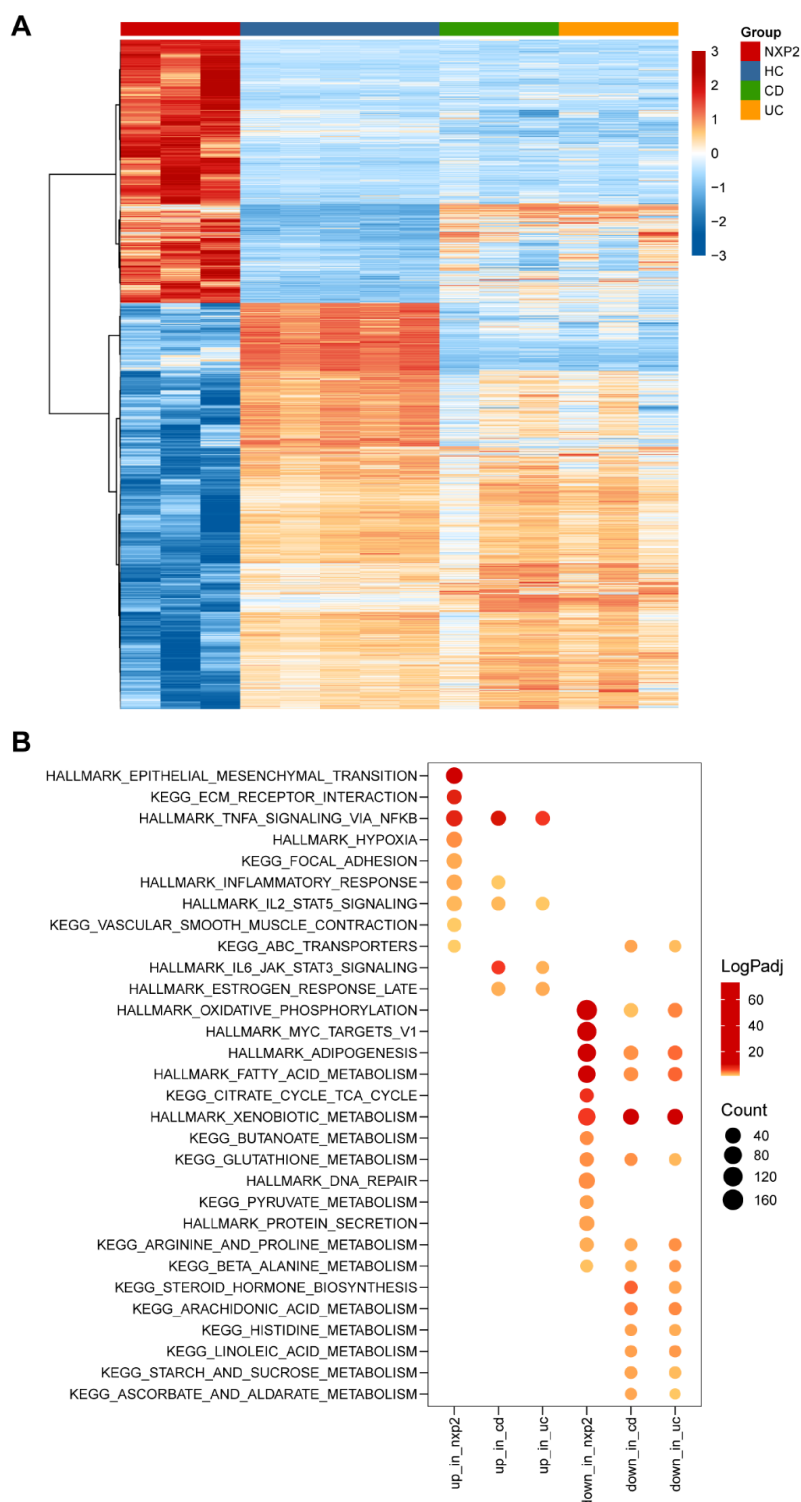 A
Group
NXP2
HC
CD
UC
3
2
1
0
−1
−2
−3
B
HALLMARK_EPITHELIAL_MESENCHYMAL_TRANSITION
KEGG_ECM_RECEPTOR_INTERACTION
HALLMARK_TNFA_SIGNALING_VIA_NFKB
HALLMARK_HYPOXIA
KEGG_FOCAL_ADHESION
HALLMARK_INFLAMMATORY_RESPONSE
HALLMARK_IL2_STAT5_SIGNALING
KEGG_VASCULAR_SMOOTH_MUSCLE_CONTRACTION
KEGG_ABC_TRANSPORTERS
HALLMARK_IL6_JAK_STAT3_SIGNALING
HALLMARK_ESTROGEN_RESPONSE_LATE
HALLMARK_OXIDATIVE_PHOSPHORYLATION
HALLMARK_MYC_TARGETS_V1
HALLMARK_ADIPOGENESIS
HALLMARK_FATTY_ACID_METABOLISM
KEGG_CITRATE_CYCLE_TCA_CYCLE
HALLMARK_XENOBIOTIC_METABOLISM
KEGG_BUTANOATE_METABOLISM
KEGG_GLUTATHIONE_METABOLISM
HALLMARK_DNA_REPAIR
KEGG_PYRUVATE_METABOLISM
HALLMARK_PROTEIN_SECRETION
KEGG_ARGININE_AND_PROLINE_METABOLISM
KEGG_BETA_ALANINE_METABOLISM
KEGG_STEROID_HORMONE_BIOSYNTHESIS
KEGG_ARACHIDONIC_ACID_METABOLISM
KEGG_HISTIDINE_METABOLISM
KEGG_LINOLEIC_ACID_METABOLISM
KEGG_STARCH_AND_SUCROSE_METABOLISM
KEGG_ASCORBATE_AND_ALDARATE_METABOLISM
up_in_nxp2
up_in_cd
up_in_uc
lown_in_nxp2
down_in_cd
down_in_uc
LogPadj
60
40
20
Count
40
80
120
160